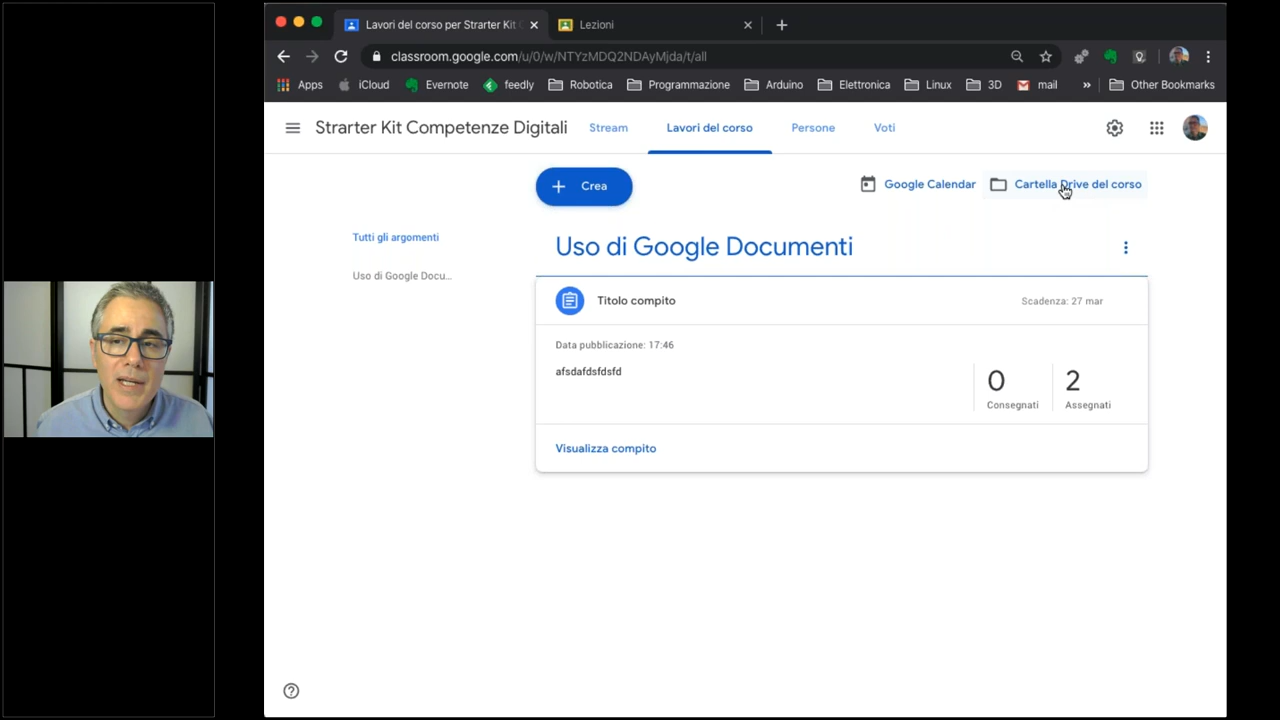 Lavori del corso per Strarter Kit C
Lezioni
classroom.google.com/u/0/w/NTYzMDQ2NDAyMjda/t/all
Apps
iCloud
Evernote
feedly
Robotica
Programmazione
Arduino
Elettronica
Linux
3D
mail
»
Other Bookmarks
Strarter Kit Competenze Digitali
Stream
Lavori del corso
Persone
Voti
+ Crea
Google Calendar
Cartella Drive del corso
Tutti gli argomenti
Uso di Google Docu...
Uso di Google Documenti
Titolo compito
Scadenza: 27 mar
Data pubblicazione: 17:46
afsdafdsfdsfd
0
Consegnati
2
Assegnati
Visualizza compito